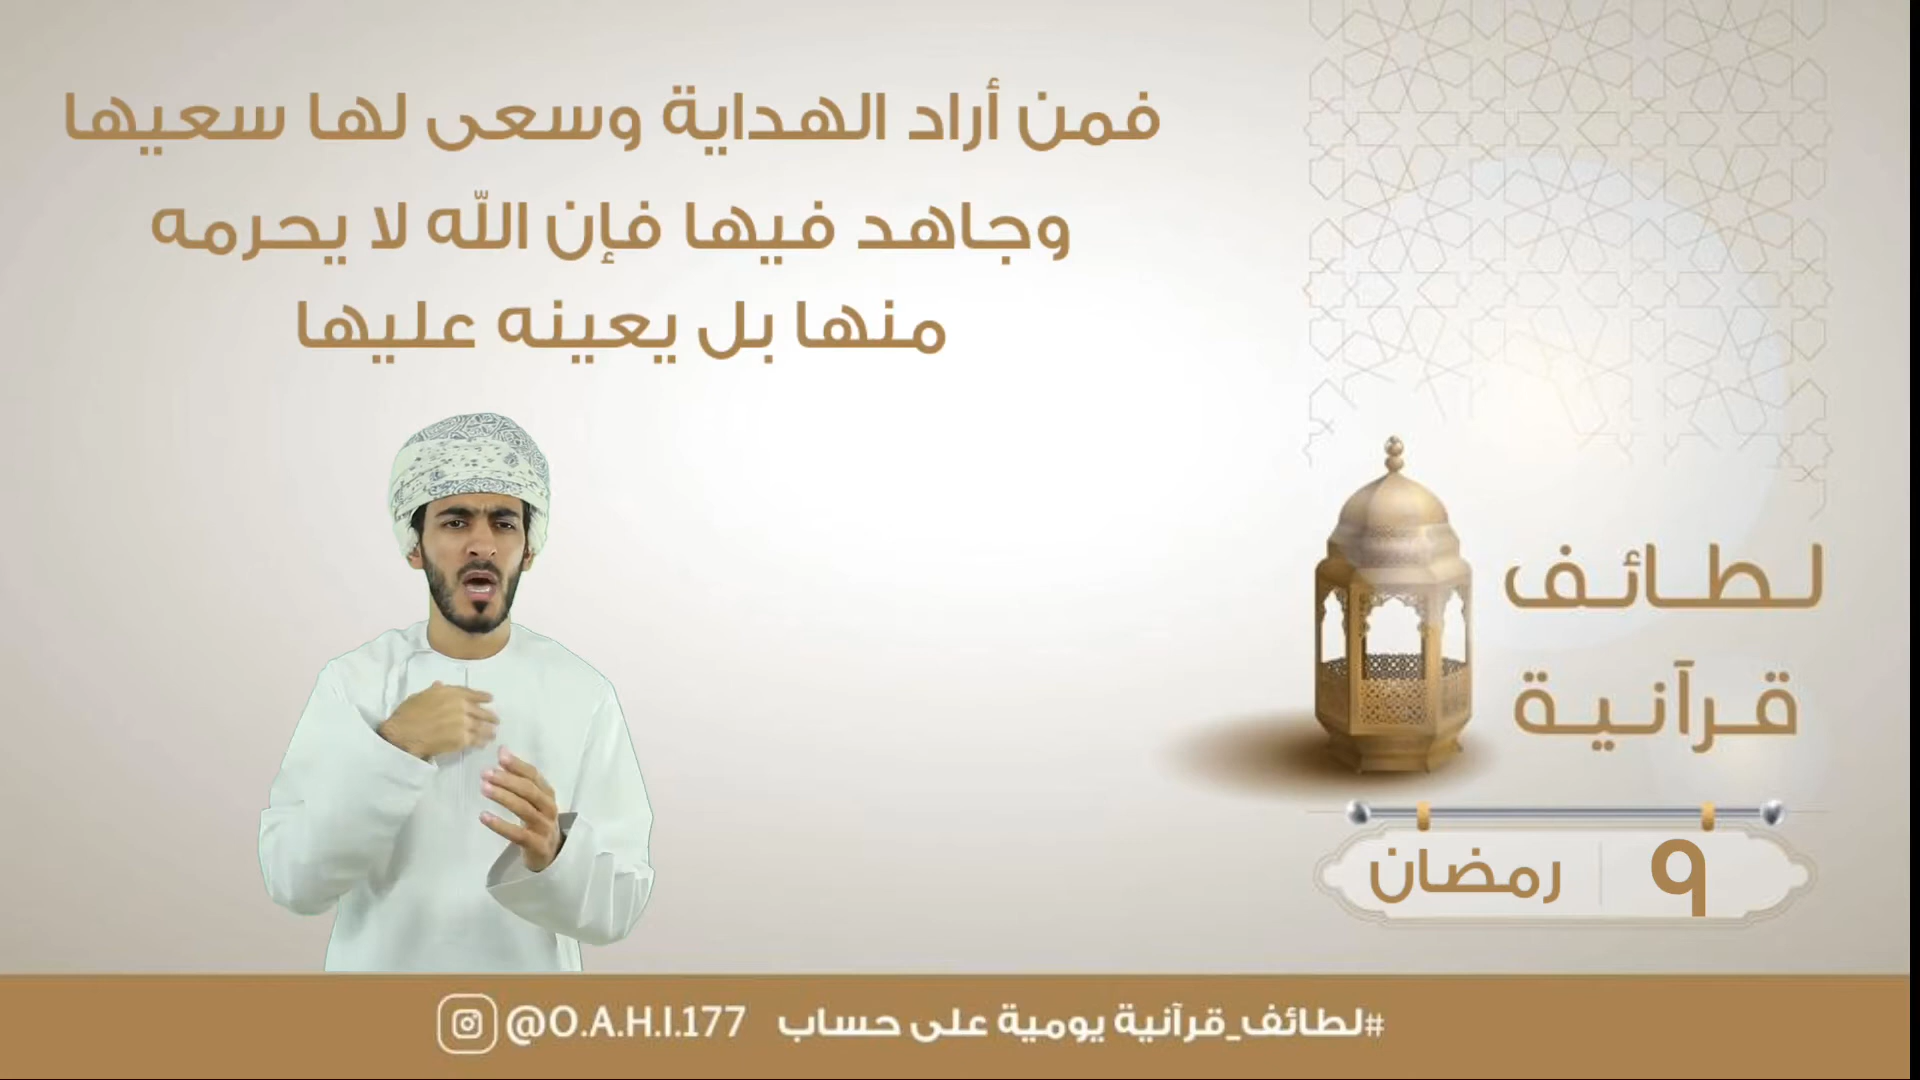 فمن أراد الهداية وسعى لها سعيها
وجاهد فيها فإن الله لا يحرمه
منها بل يعينه عليها
لطائف
قرآنية
٩ رمضان
#لطائف_قرآنية يومية على حساب @O.A.H.I.177